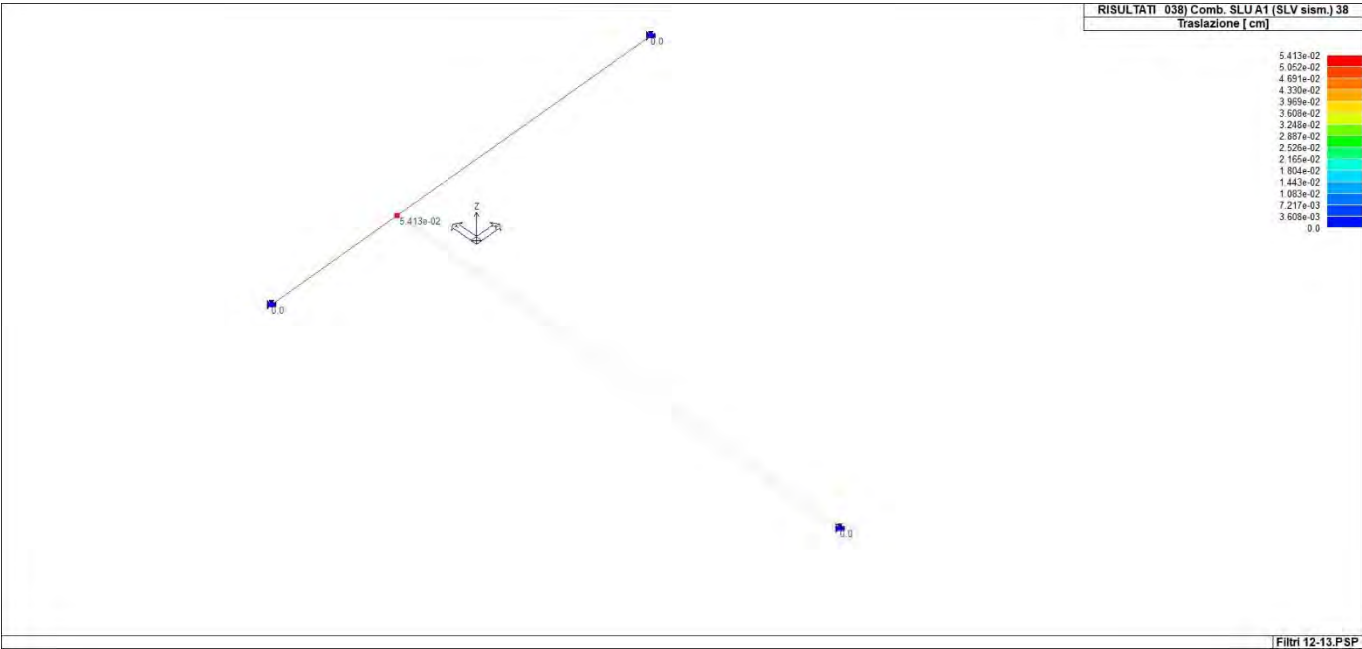 RISULTATI 038) Comb. SLU A1 (SLV sism.) 38
Traslazione [ cm]
5.413e-02
5.052e-02
4.691e-02
4.330e-02
3.969e-02
3.608e-02
3.248e-02
2.887e-02
2.526e-02
2.165e-02
1.804e-02
1.443e-02
1.083e-02
7.217e-03
3.608e-03
0.0
0.0
Z
5.413e-02
0.0
0.0
Filtri 12-13.PSP